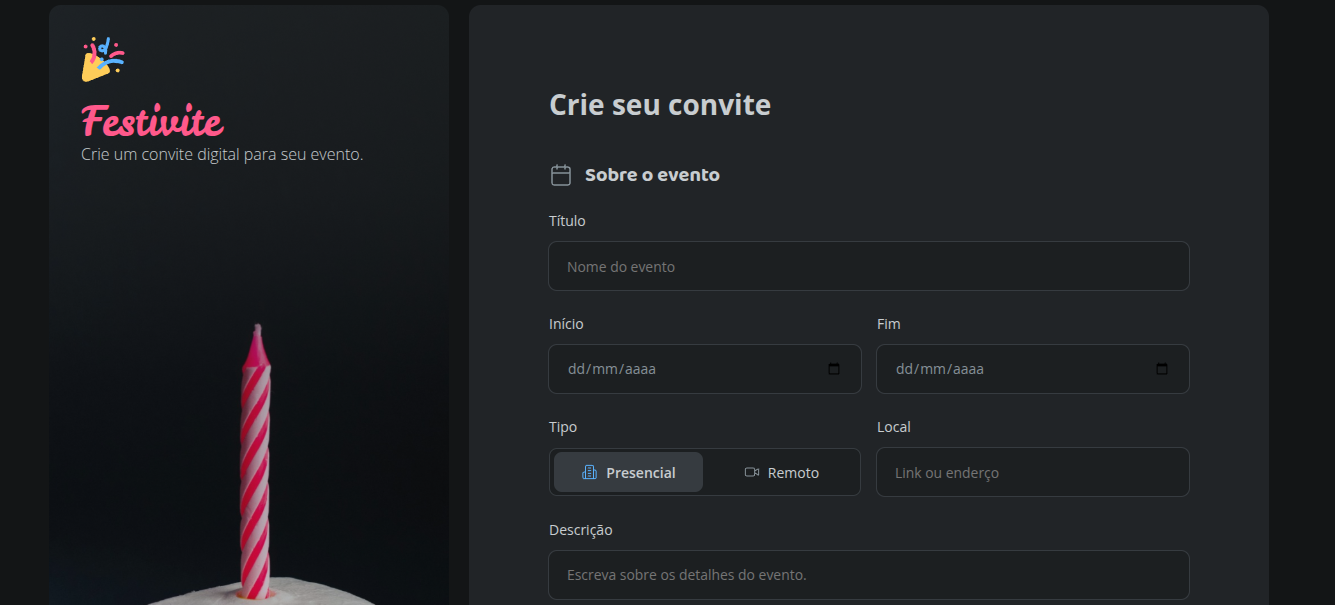 Festivite
Crie um convite digital para seu evento.
Crie seu convite
Sobre o evento
Título
Nome do evento
Início
Fim
dd/mm/aaaa
dd/mm/aaaa
Tipo
Local
Presencial
Remoto
Link ou enderço
Descrição
Escreva sobre os detalhes do evento.